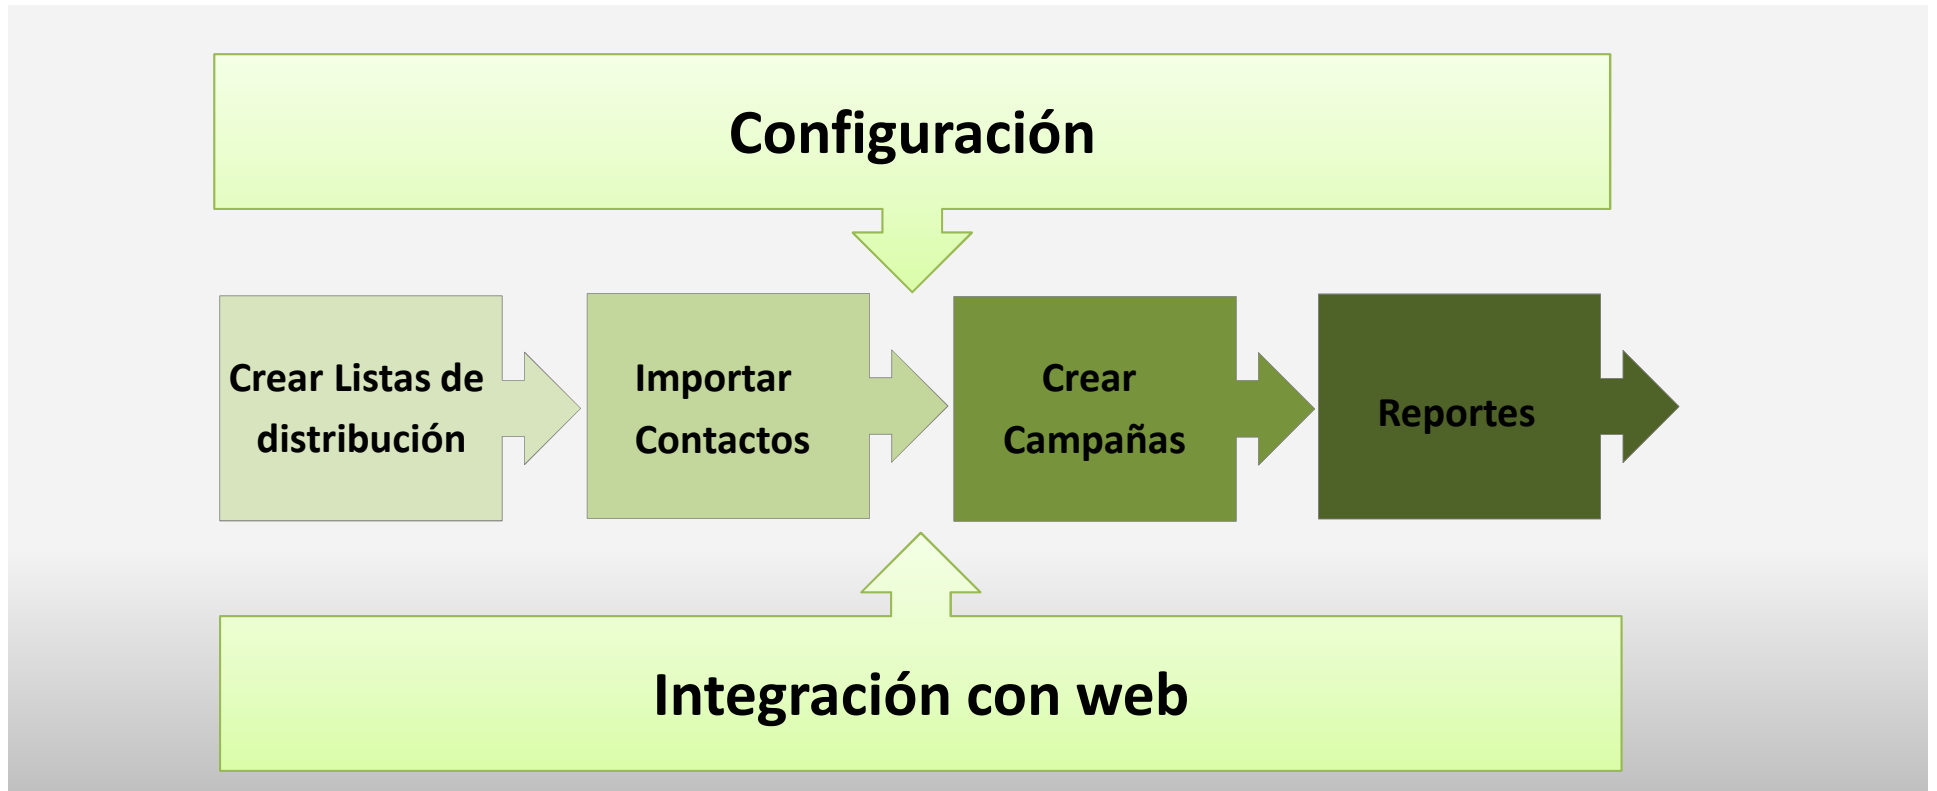 Configuración
Crear Listas de
distribución
Importar
Contactos
Crear
Campañas
Reportes
Integración con web